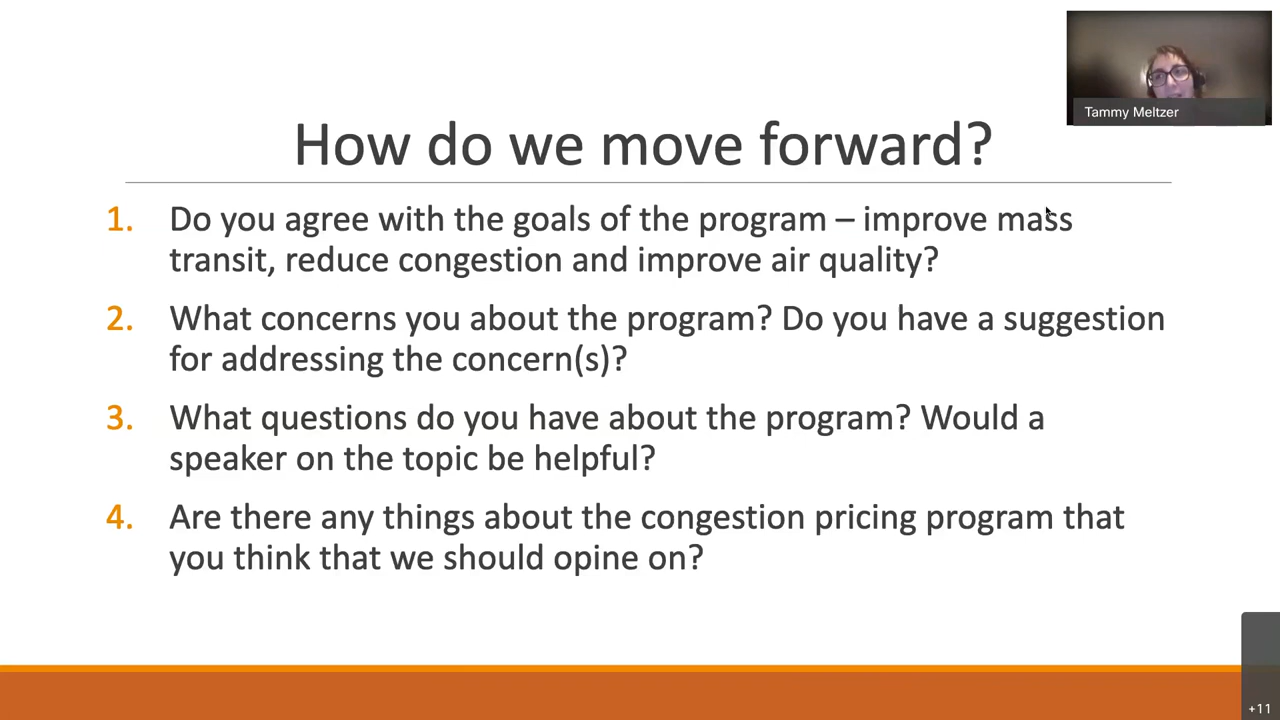 Tammy Meltzer
How do we move forward?
1. Do you agree with the goals of the program – improve mass
transit, reduce congestion and improve air quality?
2. What concerns you about the program? Do you have a suggestion
for addressing the concern(s)?
3. What questions do you have about the program? Would a
speaker on the topic be helpful?
4. Are there any things about the congestion pricing program that
you think that we should opine on?
+11